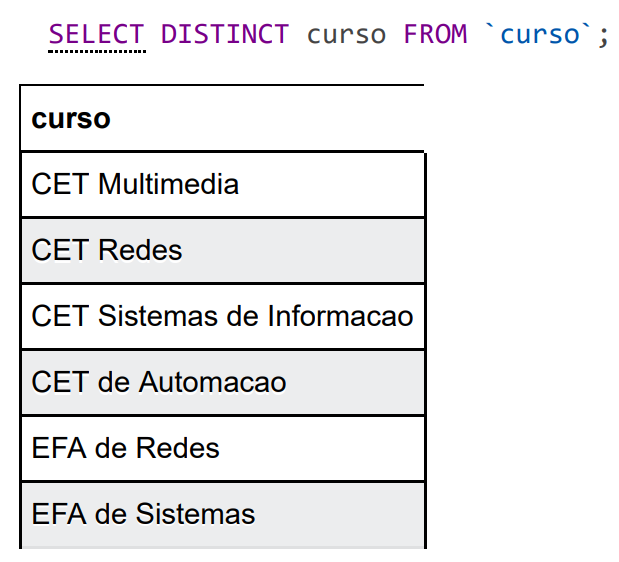 SELECT DISTINCT curso FROM `curso`;
curso
CET Multimedia
CET Redes
CET Sistemas de Informacao
CET de Automacao
EFA de Redes
EFA de Sistemas